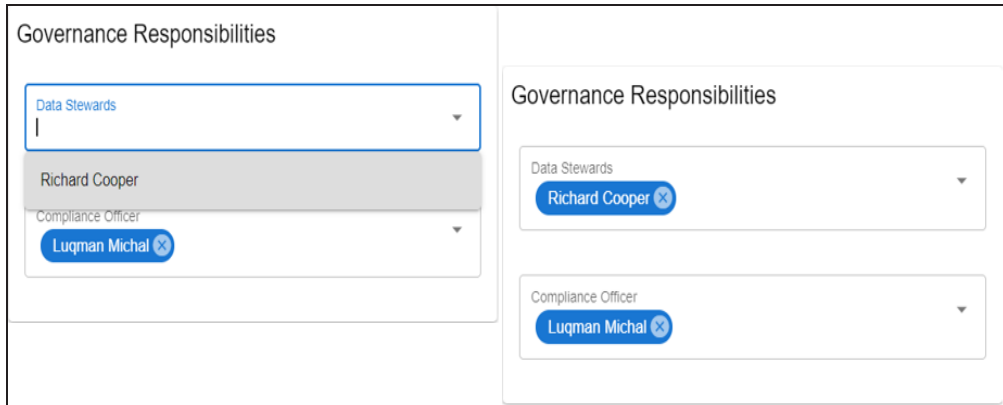 Governance Responsibilities
Data Stewards
Richard Cooper
Compliance Officer
Luqman Michal
Governance Responsibilities
Data Stewards
Richard Cooper
Compliance Officer
Luqman Michal